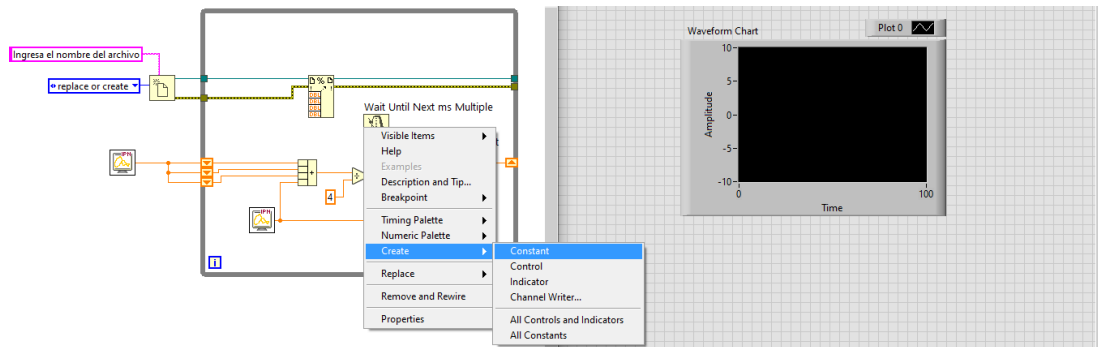 Ingresa el nombre del archivo
replace or create
Wait Until Next ms Multiple
4
i
Visible Items
Help
Examples
Description and Tip...
Breakpoint
Timing Palette
Numeric Palette
Create
Replace
Remove and Rewire
Properties
Constant
Control
Indicator
Channel Writer...
All Controls and Indicators
All Constants
Waveform Chart
Plot 0
Amplitude
10
5
0
-5
-10
0
100
Time